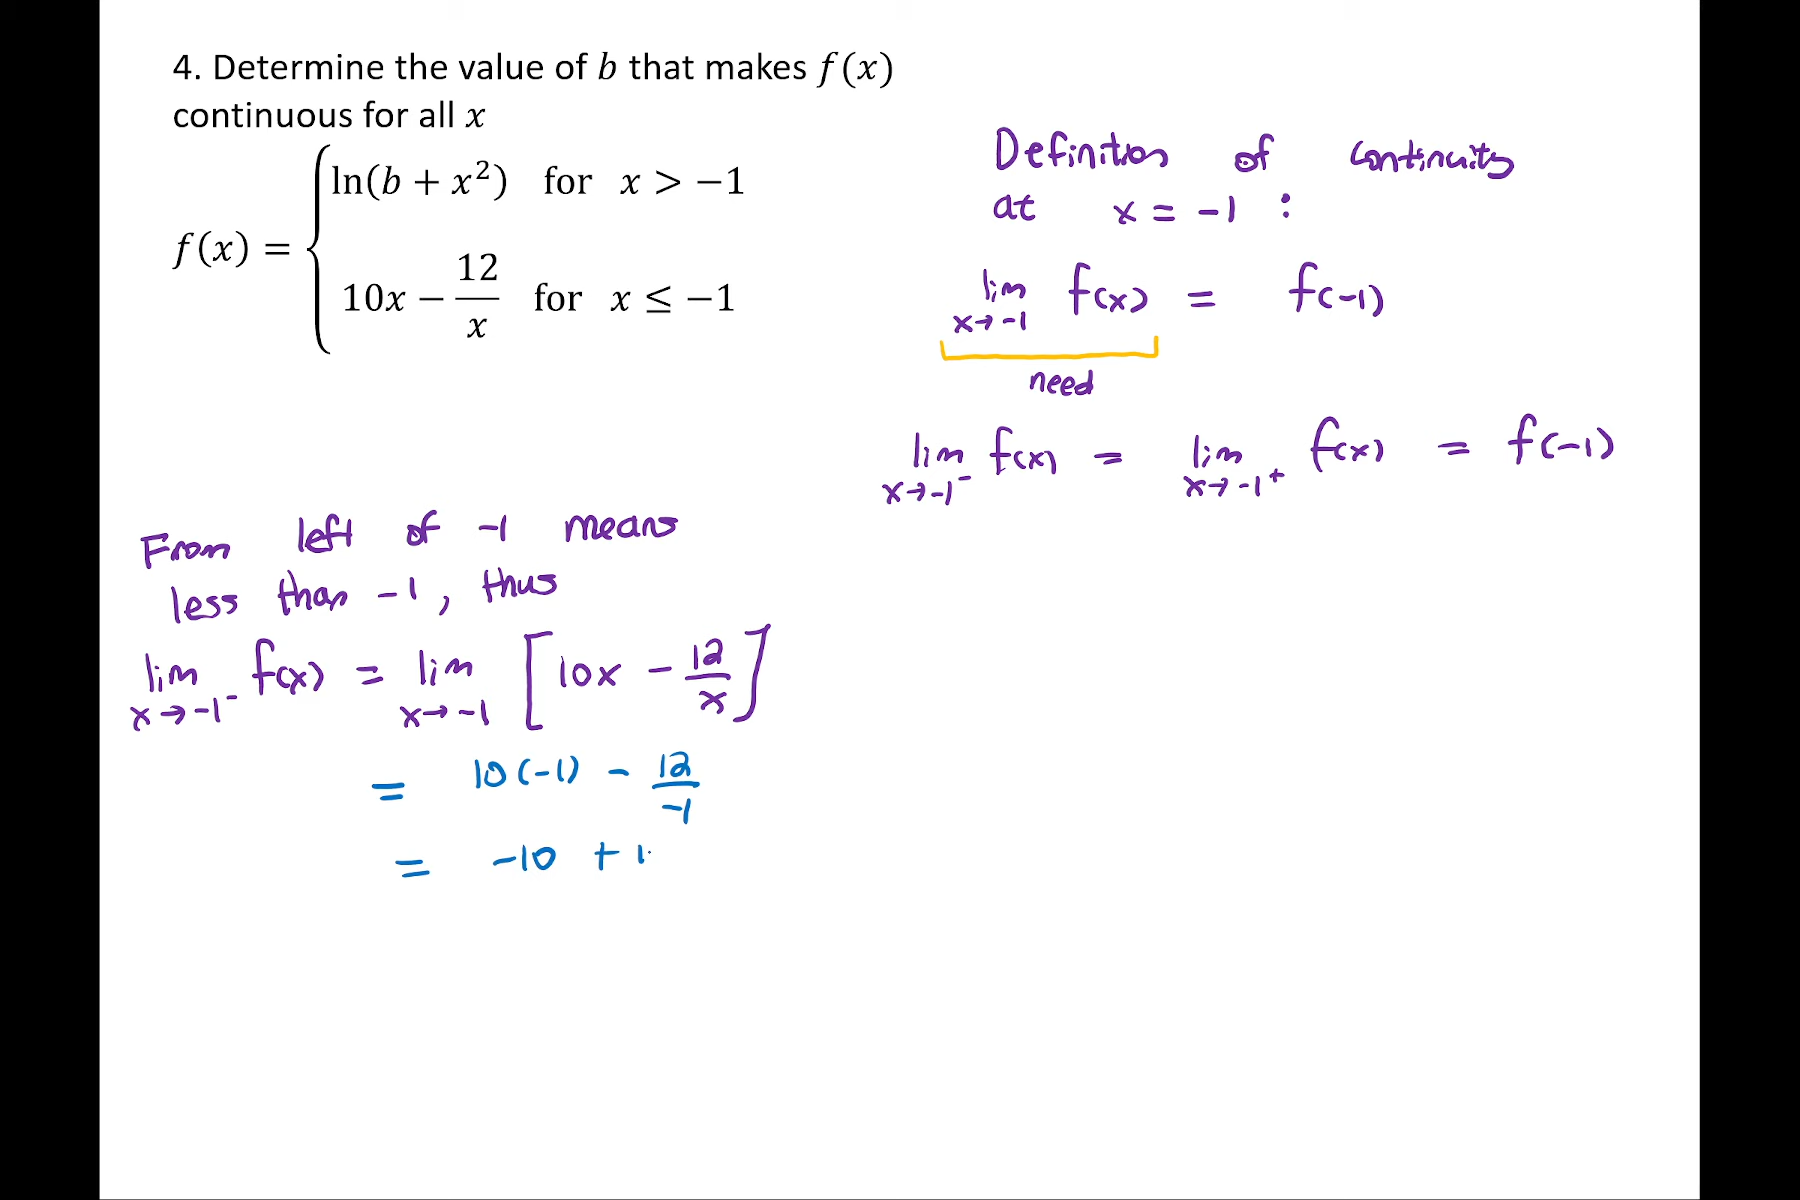 4. Determine the value of b that makes f(x)
continuous for all x
f(x) = { ln(b + x²) for x > −1
10x − 12/x for x ≤ −1
Definition of continuity
at x = -1 :
lim x→-1 f(x) = f(-1)
need
lim x→-1⁻ f(x) = lim x→-1⁺ f(x) = f(-1)
From left of -1 means
less than -1, thus
lim x→-1⁻ f(x) = lim x→-1 [10x - 12/x]
= 10(-1) - 12/-1
= -10 + 1